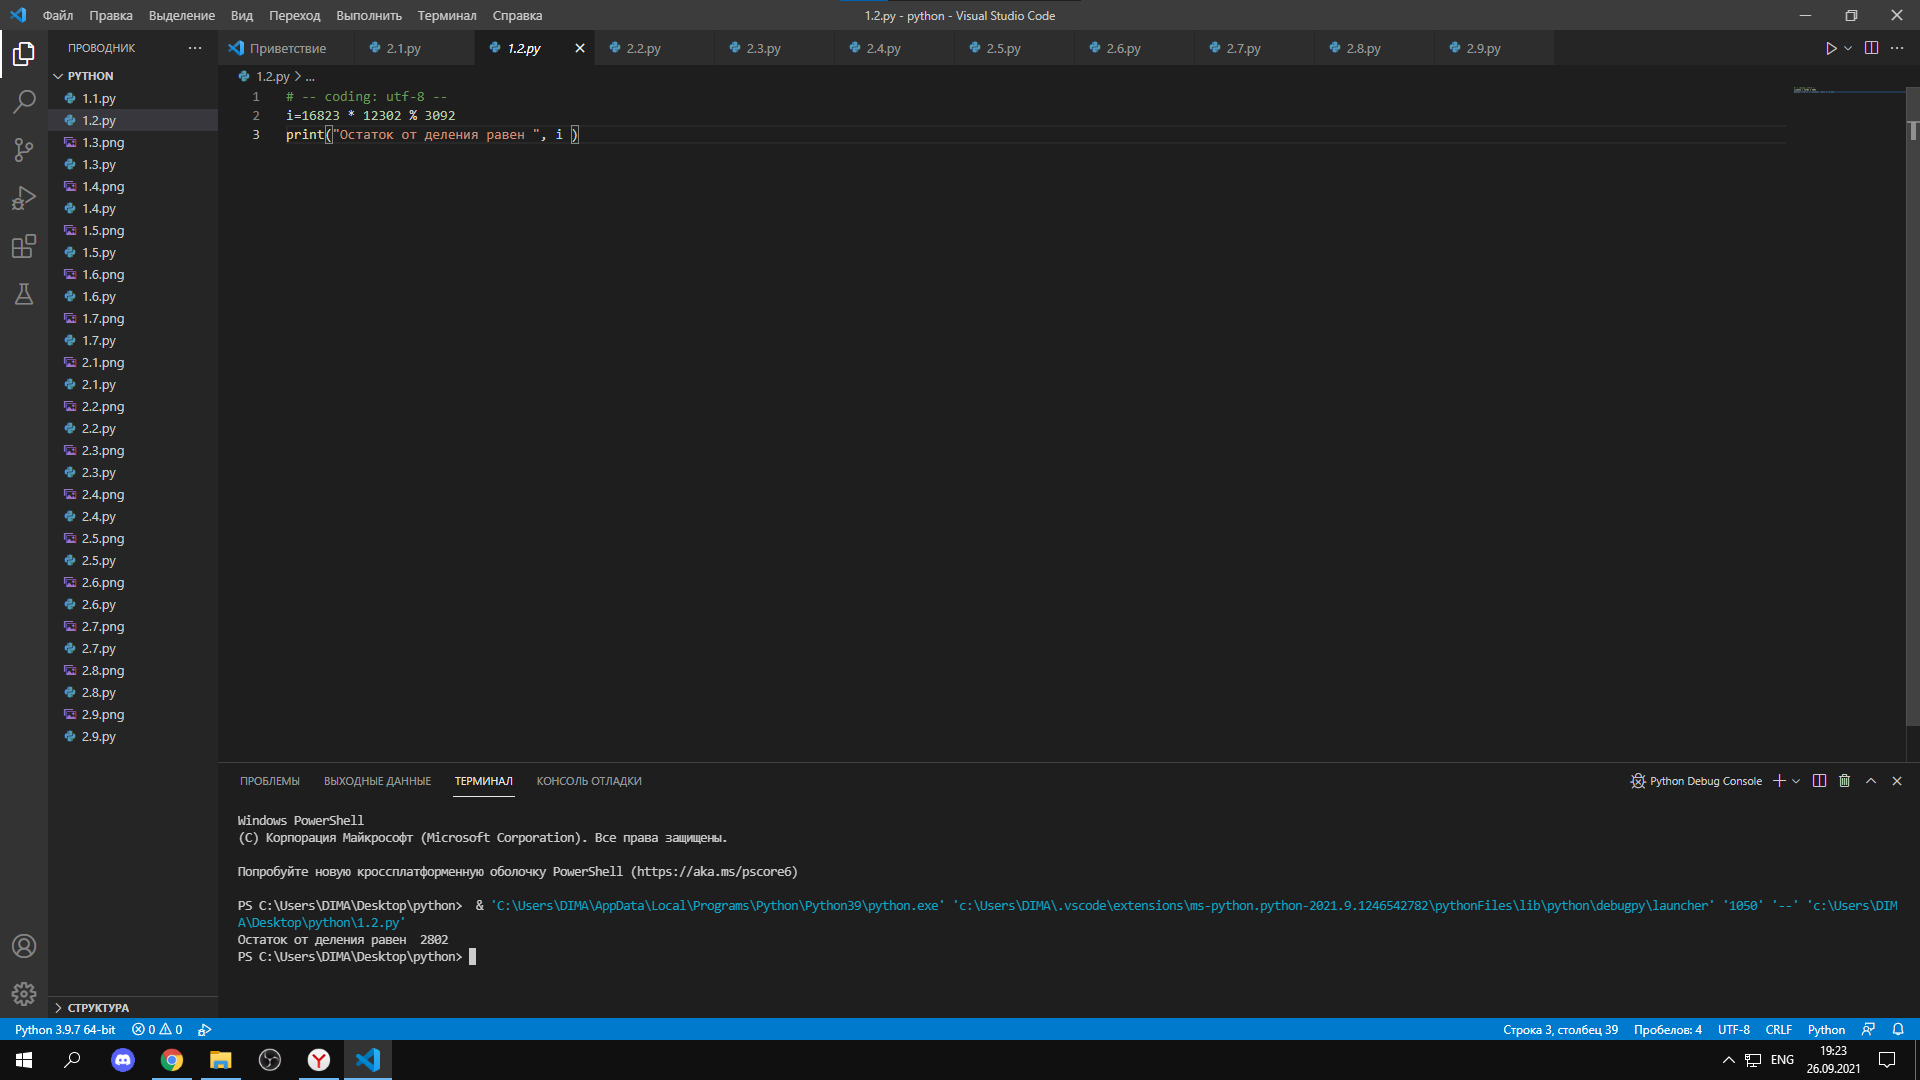 Файл Правка Выделение Вид Переход Выполнить Терминал Справка
1.2.py - python - Visual Studio Code
ПРОВОДНИК
Приветствие 2.1.py 1.2.py 2.2.py 2.3.py 2.4.py 2.5.py 2.6.py 2.7.py 2.8.py 2.9.py
PYTHON
1.1.py
1.2.py
1.3.png
1.3.py
1.4.png
1.4.py
1.5.png
1.5.py
1.6.png
1.6.py
1.7.png
1.7.py
2.1.png
2.1.py
2.2.png
2.2.py
2.3.png
2.3.py
2.4.png
2.4.py
2.5.png
2.5.py
2.6.png
2.6.py
2.7.png
2.7.py
2.8.png
2.8.py
2.9.png
2.9.py
СТРУКТУРА
1.2.py > ...
1 # -- coding: utf-8 --
2 i=16823 * 12302 % 3092
3 print("Остаток от деления равен ", i )
ПРОБЛЕМЫ ВЫХОДНЫЕ ДАННЫЕ ТЕРМИНАЛ КОНСОЛЬ ОТЛАДКИ
Python Debug Console
Windows PowerShell
(C) Корпорация Майкрософт (Microsoft Corporation). Все права защищены.
Попробуйте новую кроссплатформенную оболочку PowerShell (https://aka.ms/pscore6)
PS C:\Users\DIMA\Desktop\python>  & 'C:\Users\DIMA\AppData\Local\Programs\Python\Python39\python.exe' 'c:\Users\DIMA\.vscode\extensions\ms-python.python-2021.9.1246542782\pythonFiles\lib\python\debugpy\launcher' '1050' '--' 'c:\Users\DIM
A\Desktop\python\1.2.py'
Остаток от деления равен  2802
PS C:\Users\DIMA\Desktop\python>
Python 3.9.7 64-bit 0 0
Строка 3, столбец 39 Пробелов: 4 UTF-8 CRLF Python
ENG
19:23
26.09.2021